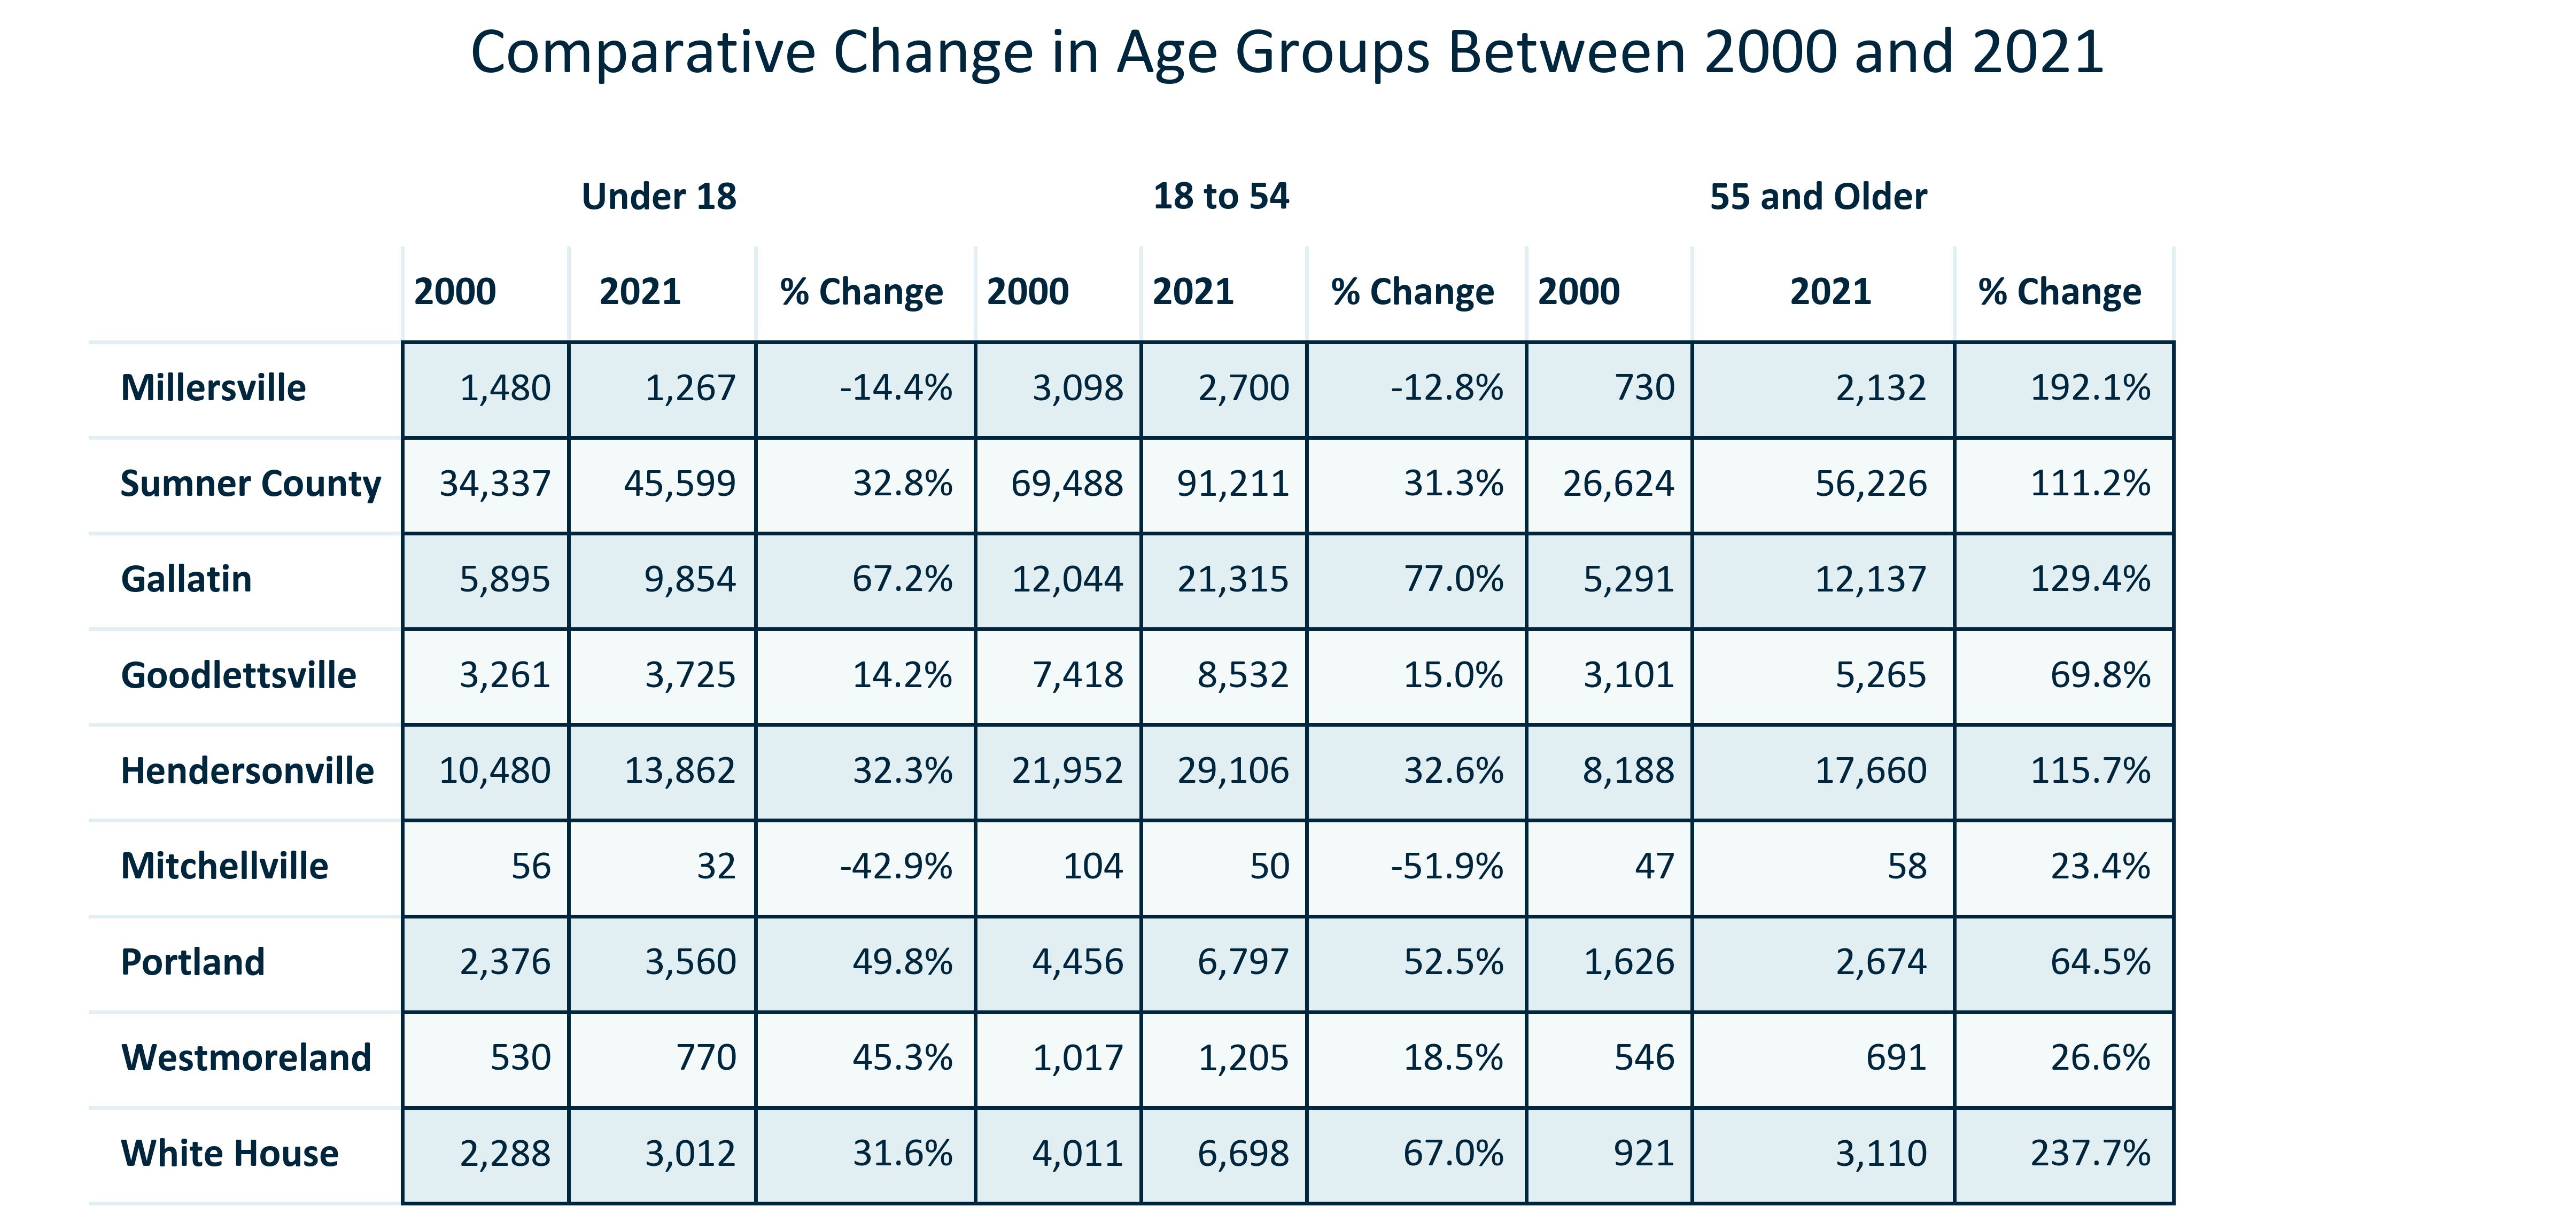 Comparative Change in Age Groups Between 2000 and 2021
Under 18 18 to 54 55 and Older
2000 2021 % Change 2000 2021 % Change 2000 2021 % Change
Millersville 1,480 1,267 -14.4% 3,098 2,700 -12.8% 730 2,132 192.1%
Sumner County 34,337 45,599 32.8% 69,488 91,211 31.3% 26,624 56,226 111.2%
Gallatin 5,895 9,854 67.2% 12,044 21,315 77.0% 5,291 12,137 129.4%
Goodlettsville 3,261 3,725 14.2% 7,418 8,532 15.0% 3,101 5,265 69.8%
Hendersonville 10,480 13,862 32.3% 21,952 29,106 32.6% 8,188 17,660 115.7%
Mitchellville 56 32 -42.9% 104 50 -51.9% 47 58 23.4%
Portland 2,376 3,560 49.8% 4,456 6,797 52.5% 1,626 2,674 64.5%
Westmoreland 530 770 45.3% 1,017 1,205 18.5% 546 691 26.6%
White House 2,288 3,012 31.6% 4,011 6,698 67.0% 921 3,110 237.7%